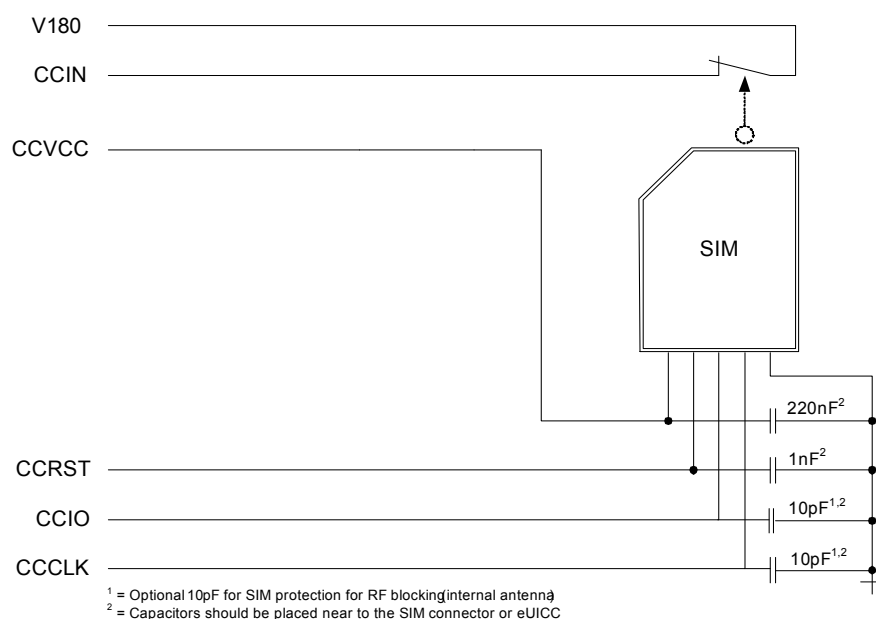 V180
CCIN
CCVCC
SIM
220nF²
CCRST
1nF²
CCIO
10pF¹,²
CCCLK
10pF¹,²
¹ = Optional 10pF for SIM protection for RF blocking(internal antenna)
² = Capacitors should be placed near to the SIM connector or eUICC